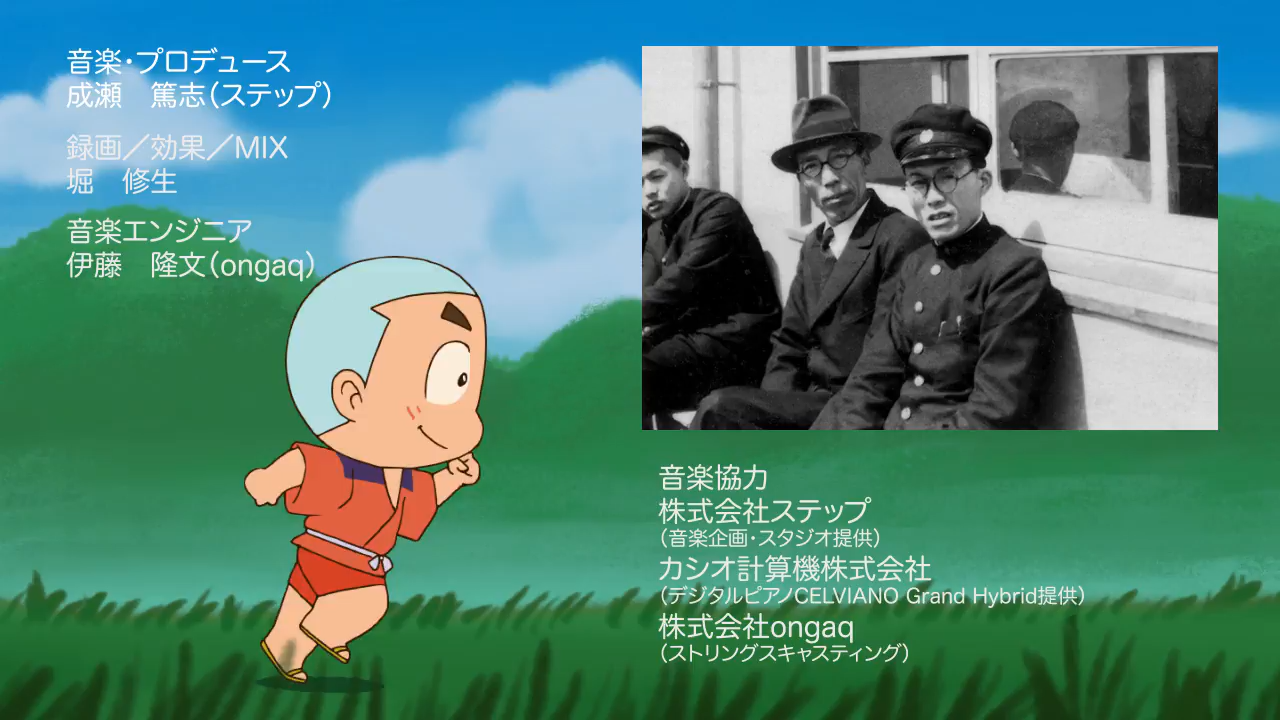 音楽・プロデュース
成瀬　篤志(ステップ)
録画／効果／MIX
堀　修生
音楽エンジニア
伊藤　隆文(ongaq)
音楽協力
株式会社ステップ
(音楽企画・スタジオ提供)
カシオ計算機株式会社
(デジタルピアノCELVIANO Grand Hybrid提供)
株式会社ongaq
(ストリングスキャスティング)